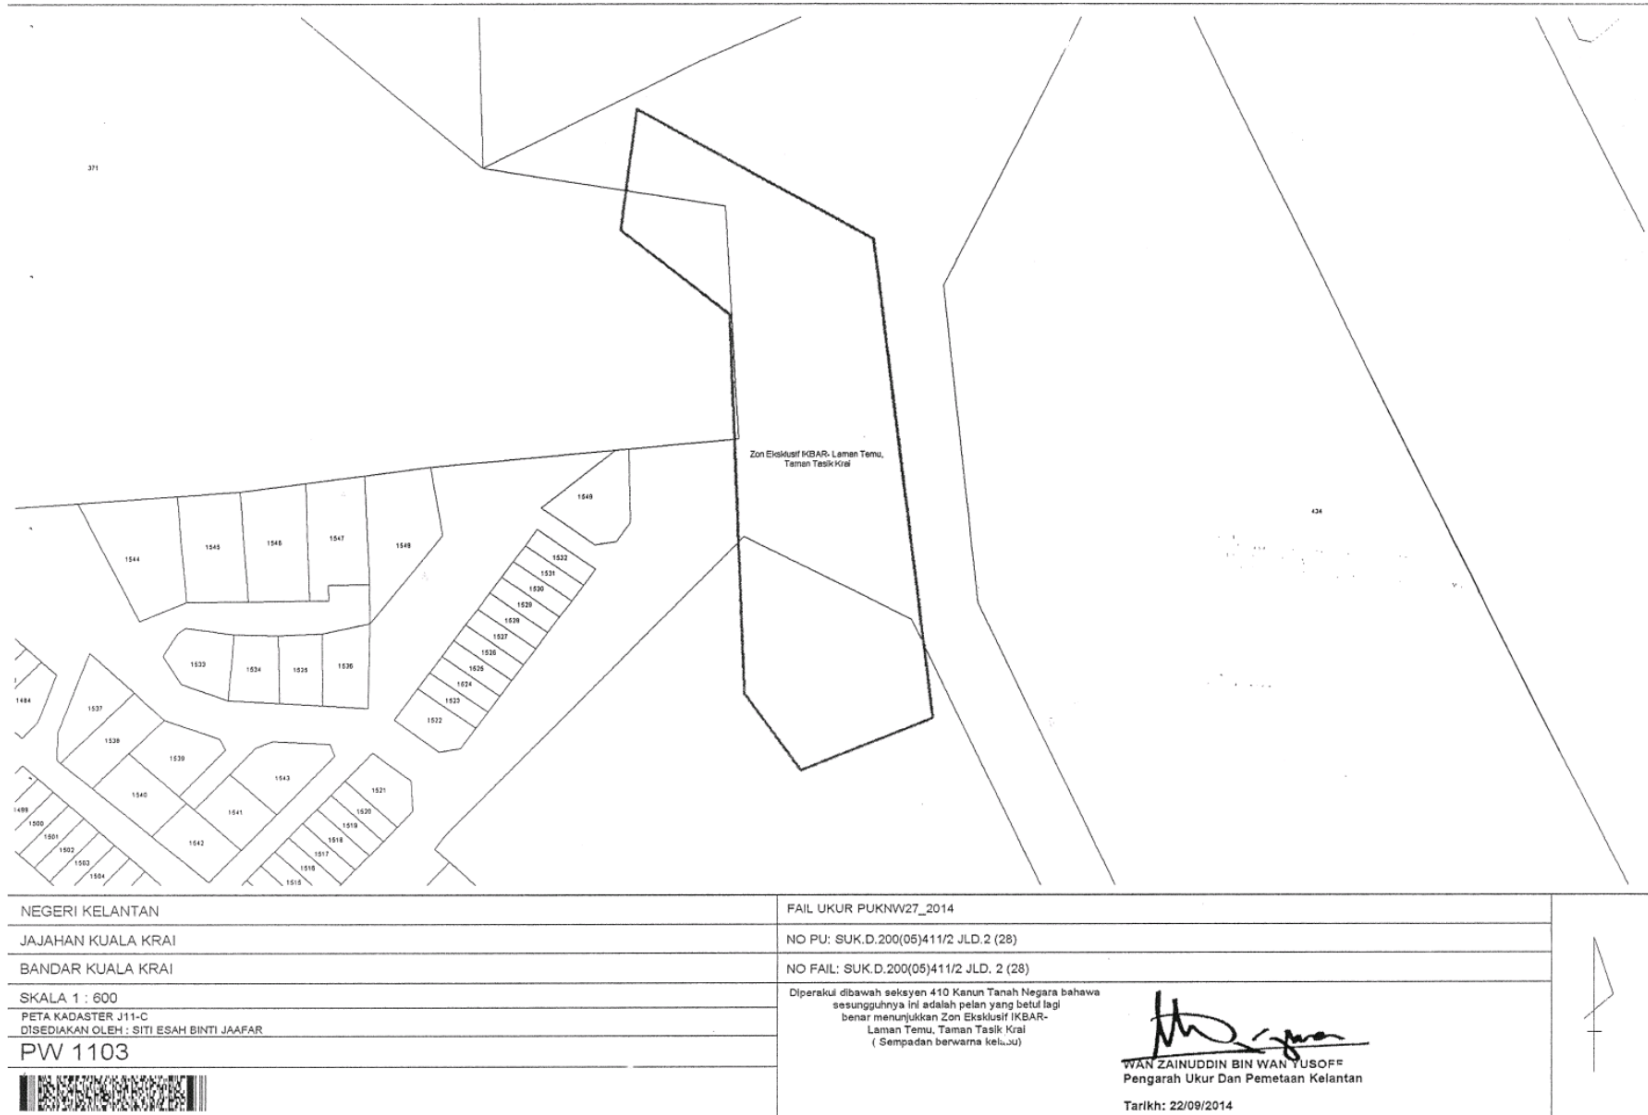 371
Zon Eksklusif IKBAR- Laman Temu,
Taman Tasik Krai
434
1549
1544
1545
1546
1547
1548
1532
1531
1530
1529
1528
1527
1526
1525
1524
1523
1522
1533
1534
1535
1536
1484
1537
1538
1539
1540
1541
1542
1543
1521
1520
1519
1518
1517
1516
1515
1499
1500
1501
1502
1503
1504
NEGERI KELANTAN
JAJAHAN KUALA KRAI
BANDAR KUALA KRAI
SKALA 1 : 600
PETA KADASTER J11-C
DISEDIAKAN OLEH : SITI ESAH BINTI JAAFAR
PW 1103
FAIL UKUR PUKNW27_2014
NO PU: SUK.D.200(05)411/2 JLD.2 (28)
NO FAIL: SUK.D.200(05)411/2 JLD. 2 (28)
Diperakui dibawah seksyen 410 Kanun Tanah Negara bahawa
sesungguhnya ini adalah pelan yang betul lagi
benar menunjukkan Zon Eksklusif IKBAR-
Laman Temu, Taman Tasik Krai
( Sempadan berwarna kelabu)
WAN ZAINUDDIN BIN WAN YUSOFF
Pengarah Ukur Dan Pemetaan Kelantan
Tarikh: 22/09/2014